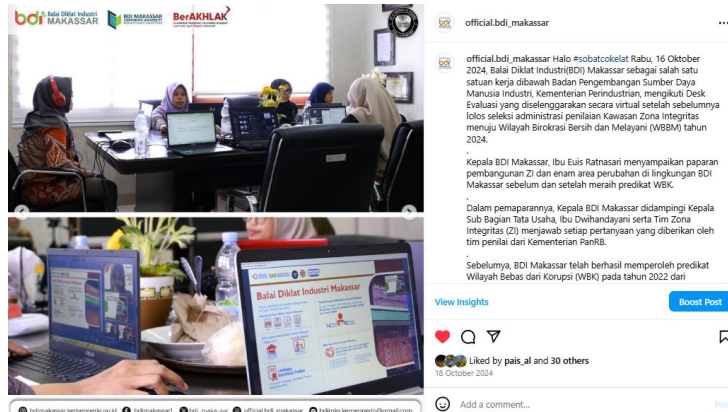 bdi Balai Diklat Industri
MAKASSAR
BDI MAKASSAR
BerAKHLAK
Balai Diklat Industri Makassar
bdimakassar.kemenperin.go.id
official.bdi_makassar
official.bdi_makassar Halo #sobatcokelat Rabu, 16 Oktober
2024, Balai Diklat Industri(BDI) Makassar sebagai salah satu
satuan kerja dibawah Badan Pengembangan Sumber Daya
Manusia Industri, Kementerian Perindustrian, mengikuti Desk
Evaluasi yang diselenggarakan secara virtual setelah sebelumnya
lolos seleksi administrasi penilaian Kawasan Zona Integritas
menuju Wilayah Birokrasi Bersih dan Melayani (WBBM) tahun
2024.
.
Kepala BDI Makassar, Ibu Euis Ratnasari menyampaikan paparan
pembangunan ZI dan enam area perubahan di lingkungan BDI
Makassar sebelum dan setelah meraih predikat WBK.
.
Dalam pemaparannya, Kepala BDI Makassar didampingi Kepala
Sub Bagian Tata Usaha, Ibu Dwihandayani serta Tim Zona
Integritas (ZI) menjawab setiap pertanyaan yang diberikan oleh
tim penilai dari Kementerian PanRB.
.
Sebelumya, BDI Makassar telah berhasil memperoleh predikat
Wilayah Bebas dari Korupsi (WBK) pada tahun 2022 dari
View Insights
Boost Post
Liked by pais_al and 30 others
18 October 2024
Add a comment...
Post